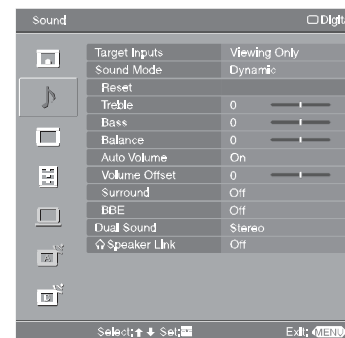 Sound Digit
Target Inputs Viewing Only
Sound Mode Dynamic
Reset
Treble 0
Bass 0
Balance 0
Auto Volume On
Volume Offset 0
Surround Off
BBE Off
Dual Sound Stereo
Speaker Link Off
Select: Set: Exit: MENU